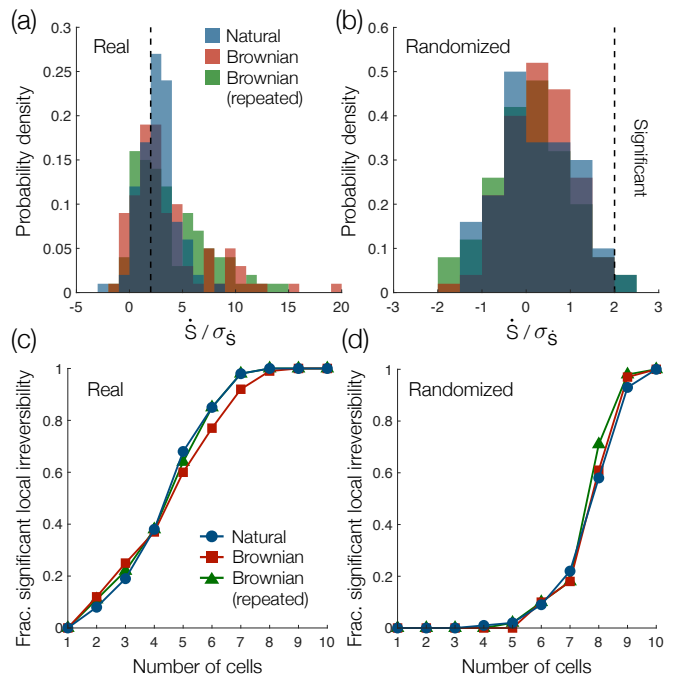 (a)
Real
Natural
Brownian
Brownian
(repeated)
Probability density
0.3
0.25
0.2
0.15
0.1
0.05
0
-5 0 5 10 15 20
Ṡ / σṠ
(b)
Randomized
Significant
Probability density
0.6
0.5
0.4
0.3
0.2
0.1
0
-3 -2 -1 0 1 2 3
Ṡ / σṠ
(c)
Real
Natural
Brownian
Brownian
(repeated)
Frac. significant local irreversibility
1
0.8
0.6
0.4
0.2
0
1 2 3 4 5 6 7 8 9 10
Number of cells
(d)
Randomized
Frac. significant local irreversibility
1
0.8
0.6
0.4
0.2
0
1 2 3 4 5 6 7 8 9 10
Number of cells